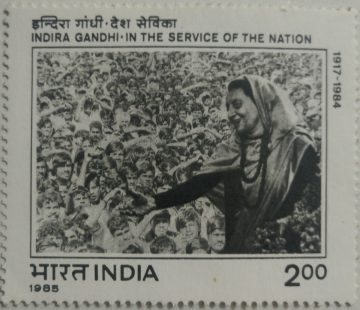 इन्दिरा गांधी·देश सेविका
INDIRA GANDHI·IN THE SERVICE OF THE NATION
1917-1984
भारत INDIA
1985
2.00